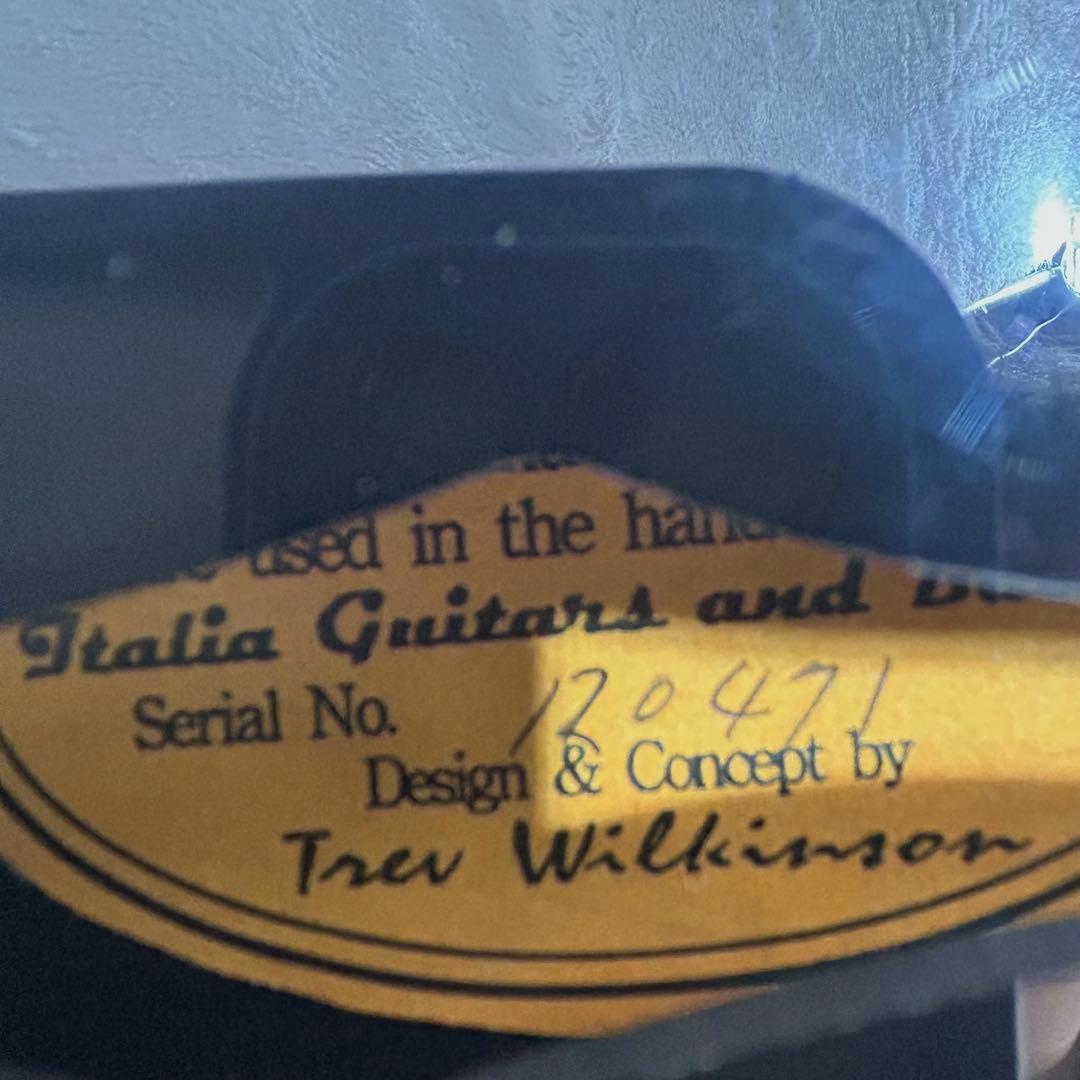 used in the
Italia Guitars and
Serial No. 120471
Design & Concept by
Trev Wilkinson